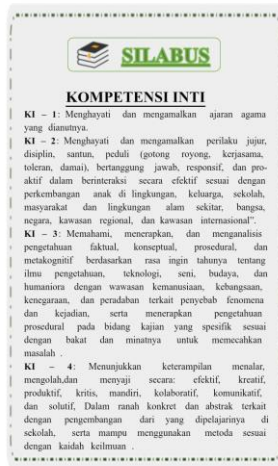 SILABUS
KOMPETENSI INTI
KI – 1: Menghayati dan mengamalkan ajaran agama
yang dianutnya.
KI – 2: Menghayati dan mengamalkan perilaku jujur,
disiplin, santun, peduli (gotong royong, kerjasama,
toleran, damai), bertanggung jawab, responsif, dan pro-
aktif dalam berinteraksi secara efektif sesuai dengan
perkembangan anak di lingkungan, keluarga, sekolah,
masyarakat dan lingkungan alam sekitar, bangsa,
negara, kawasan regional, dan kawasan internasional”.
KI – 3: Memahami, menerapkan, dan menganalisis
pengetahuan faktual, konseptual, prosedural, dan
metakognitif berdasarkan rasa ingin tahunya tentang
ilmu pengetahuan, teknologi, seni, budaya, dan
humaniora dengan wawasan kemanusiaan, kebangsaan,
kenegaraan, dan peradaban terkait penyebab fenomena
dan kejadian, serta menerapkan pengetahuan
prosedural pada bidang kajian yang spesifik sesuai
dengan bakat dan minatnya untuk memecahkan
masalah .
KI – 4: Menunjukkan keterampilan menalar,
mengolah,dan menyaji secara: efektif, kreatif,
produktif, kritis, mandiri, kolaboratif, komunikatif,
dan solutif, Dalam ranah konkret dan abstrak terkait
dengan pengembangan dari yang dipelajarinya di
sekolah, serta mampu menggunakan metode sesuai
dengan kaidah keilmuan .